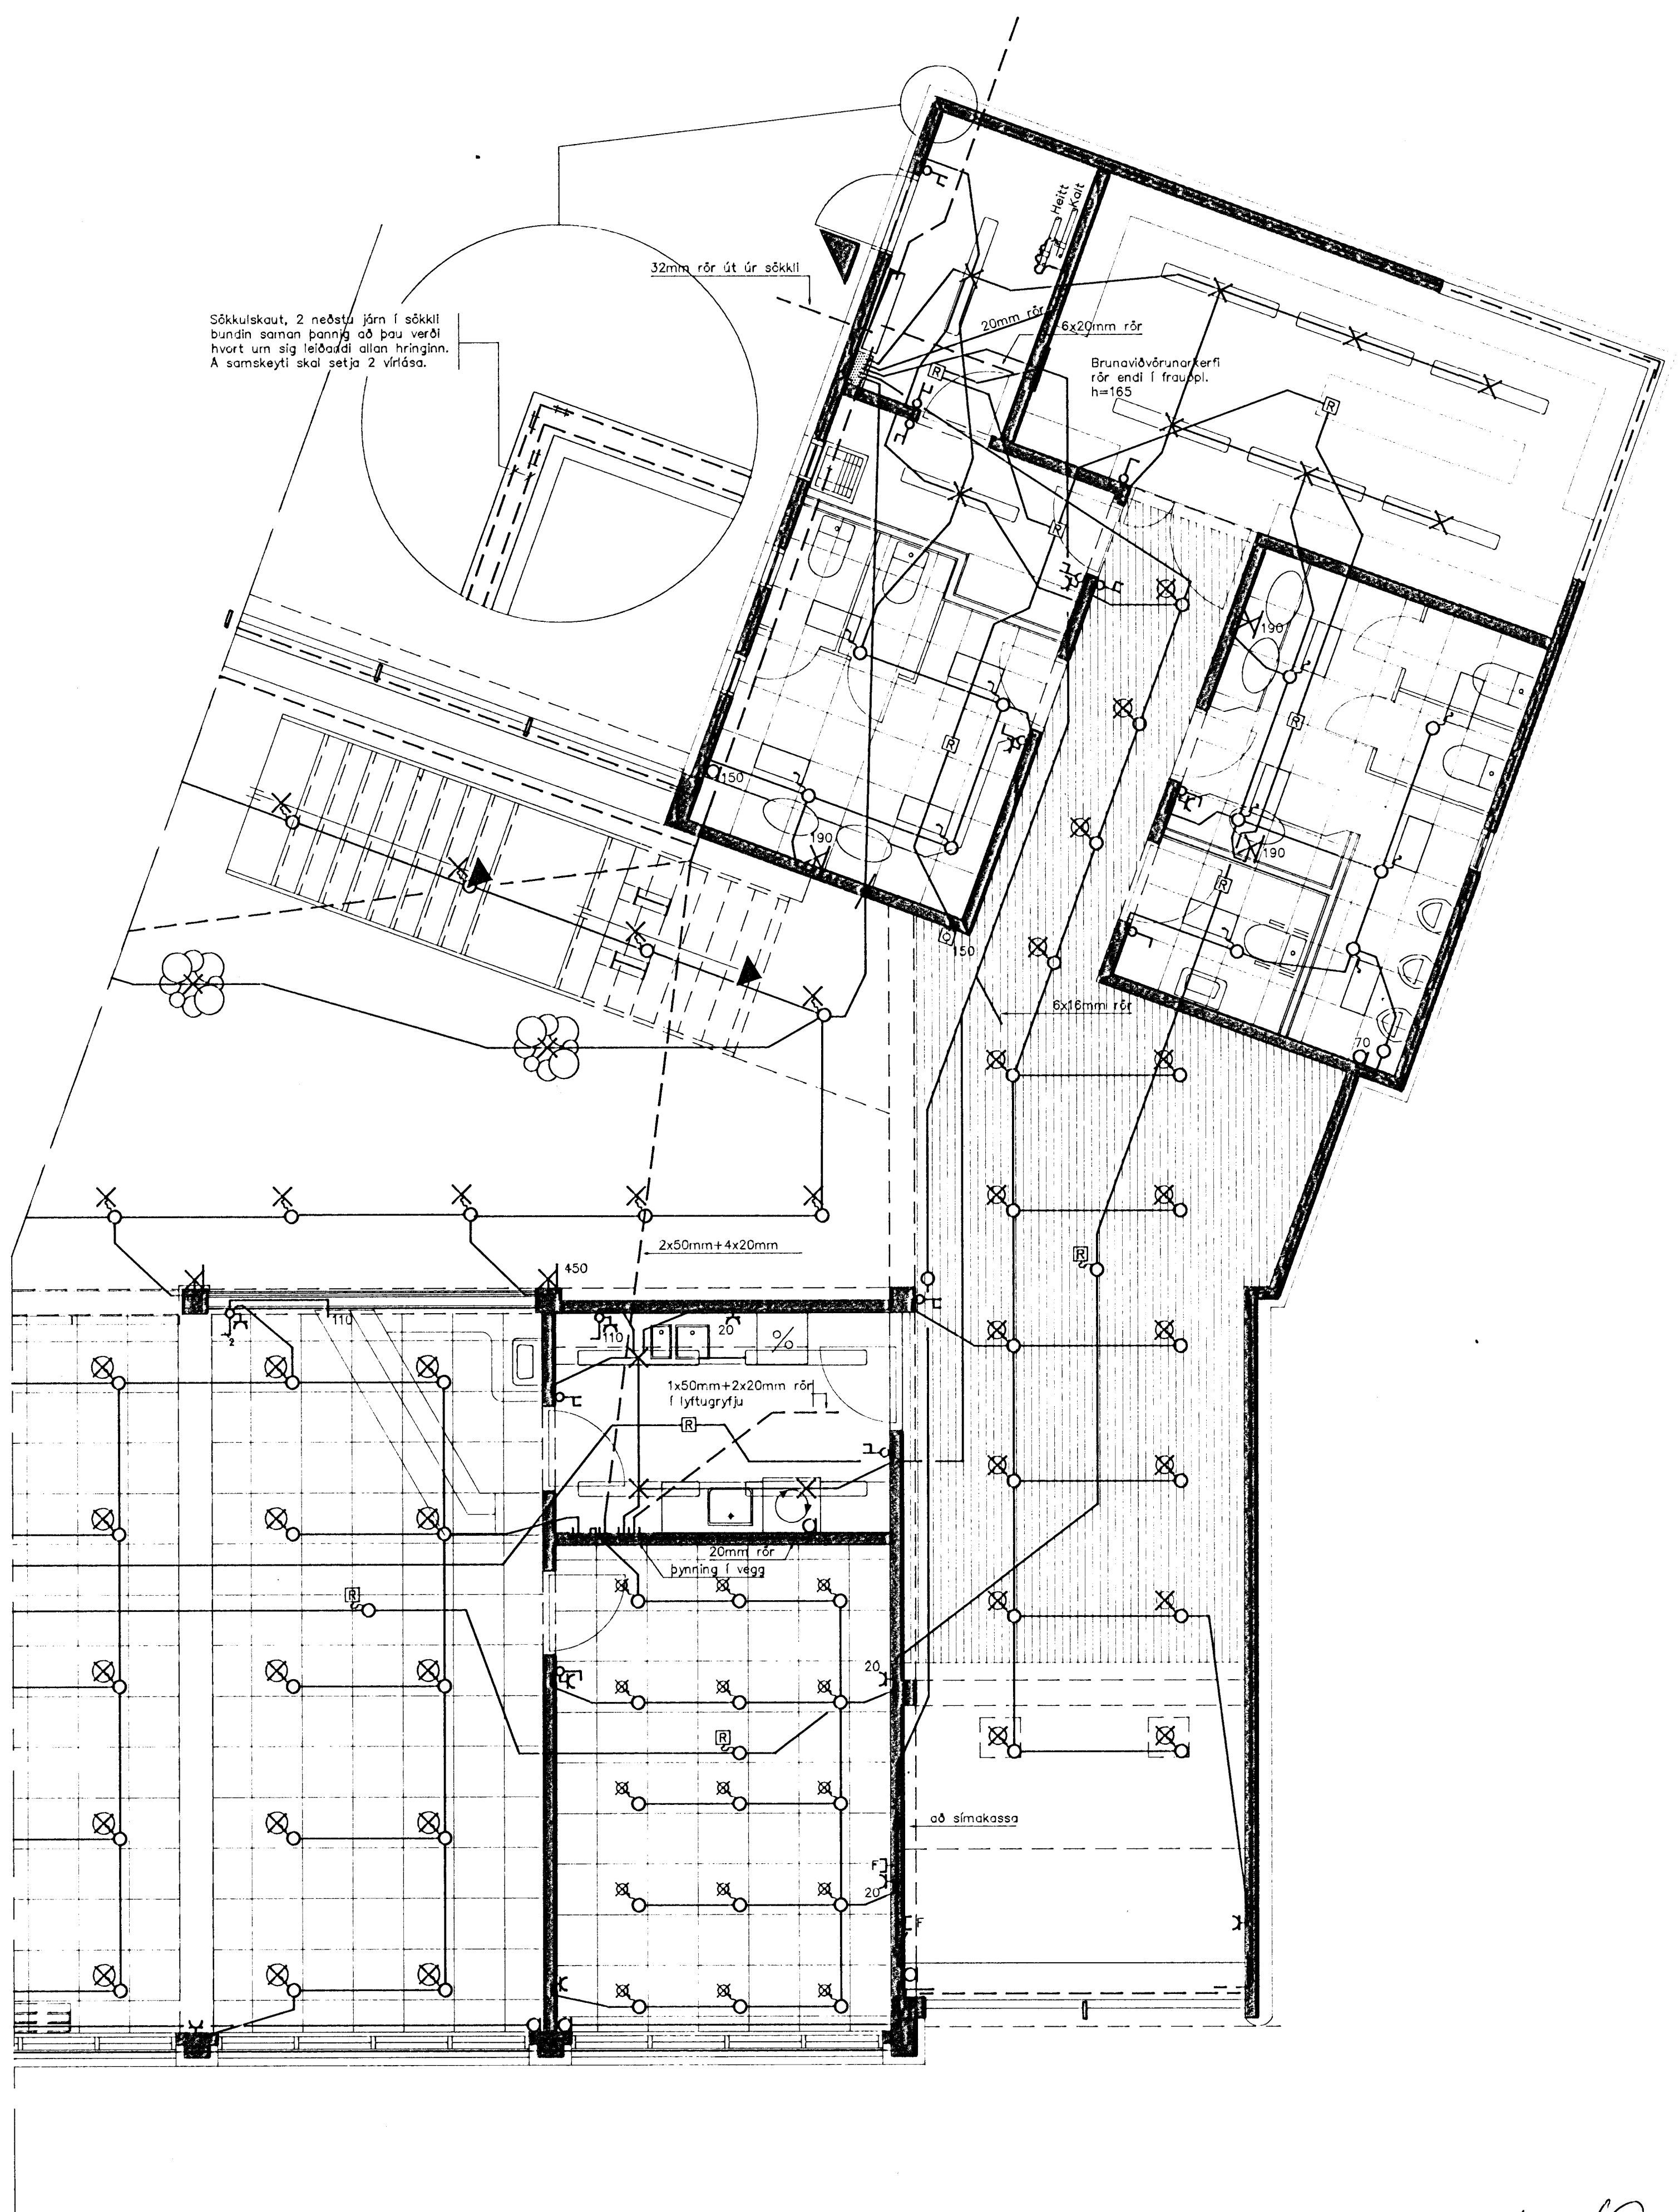 Heitt
Kalt
32mm rör út úr sökkli
Sökkulskaut, 2 neðstu járn í sökkli
bundin saman þannig að þau verði
hvort um sig leiðandi allan hringinn.
A samskeyti skal setja 2 vírlása.
20mm rör
6x20mm rör
R
Brunaviðvörunarkerfi
rör endi í frauðpl.
h=165
R
R
190
R
R
150
190
190
R
150
6x16mm rör
70
2x50mm+4x20mm
R
450
110
2
110
20
%
1x50mm+2x20mm rör
í lyftugryfju
R
20mm rör
þynning í vegg
R
20
R
að símakassa
F
20
F